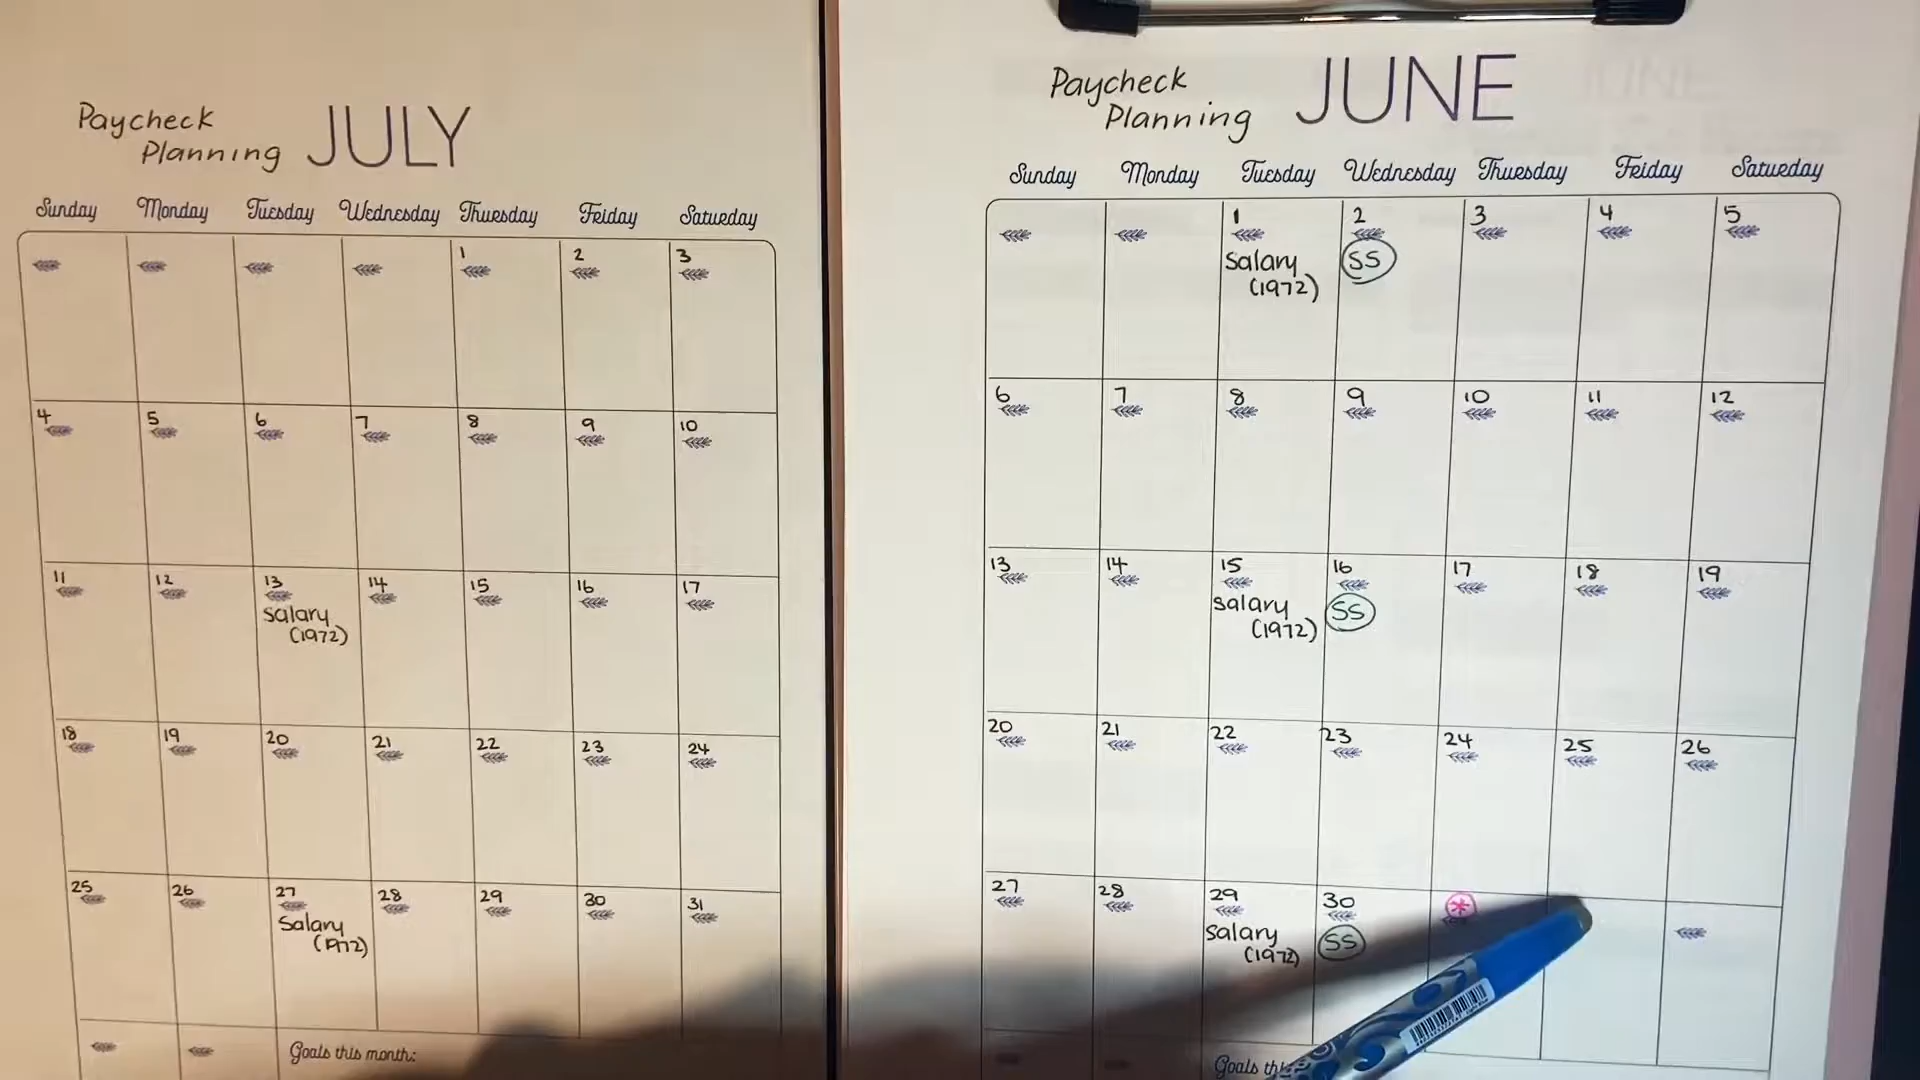 Paycheck
Planning JULY
Sunday Monday Tuesday Wednesday Thursday Friday Saturday
1 2 3
4 5 6 7 8 9 10
11 12 13 14 15 16 17
Salary
(1972)
18 19 20 21 22 23 24
25 26 27 28 29 30 31
Salary
(1972)
Goals this month:
Paycheck
Planning JUNE
Sunday Monday Tuesday Wednesday Thursday Friday Saturday
1 2 3 4 5
Salary SS
(1972)
6 7 8 9 10 11 12
13 14 15 16 17 18 19
Salary SS
(1972)
20 21 22 23 24 25 26
27 28 29 30 *
Salary SS
(1972)
Goals